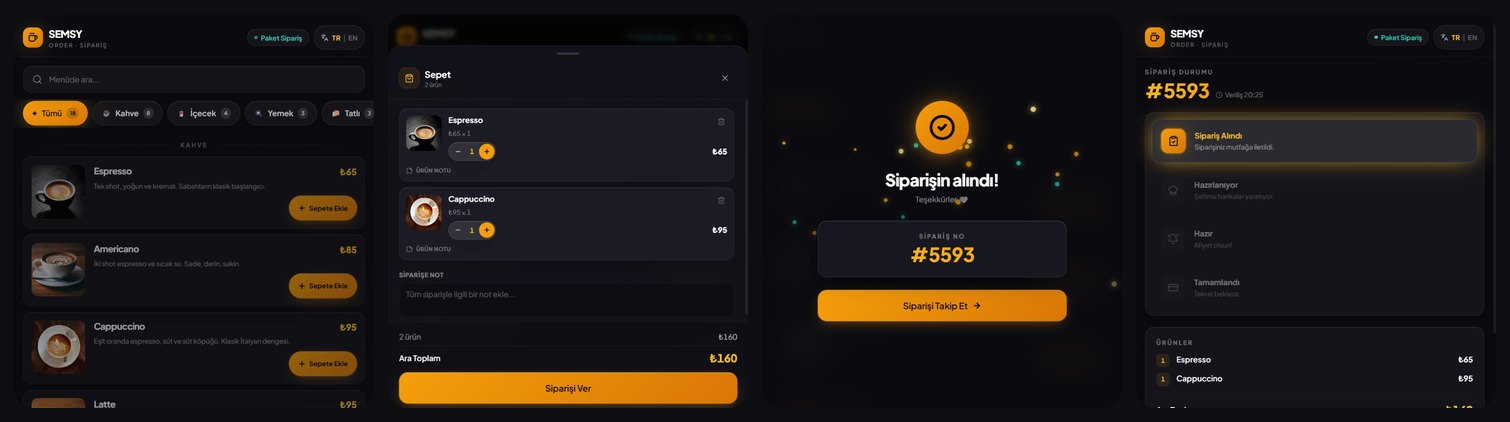 SEMSY
ORDER · SİPARİŞ
Paket Sipariş
TR | EN
Menüde ara...
Tümü 18
Kahve 8
İçecek 4
Yemek 3
Tatlı 3
KAHVE
Espresso
₺65
Tek shot, yoğun ve kremalı. Sabahların klasik başlangıcı.
+ Sepete Ekle
Americano
₺85
İki shot espresso ve sıcak su. Sade, derin, sakin.
+ Sepete Ekle
Cappuccino
₺95
Eşit oranda espresso, süt ve süt köpüğü. Klasik İtalyan dengesi.
+ Sepete Ekle
Latte
₺95
Sepet
2 ürün
Espresso
₺65 × 1
− 1 +
₺65
ÜRÜN NOTU
Cappuccino
₺95 × 1
− 1 +
₺95
ÜRÜN NOTU
SİPARİŞE NOT
Tüm siparişle ilgili bir not ekle...
2 ürün
₺160
Ara Toplam
₺160
Siparişi Ver
Siparişin alındı!
Teşekkürler
SİPARİŞ NO
#5593
Siparişi Takip Et →
SEMSY
ORDER · SİPARİŞ
Paket Sipariş
TR | EN
SİPARİŞ DURUMU
#5593
Veriliş 20:25
Sipariş Alındı
Siparişiniz mutfağa iletildi.
Hazırlanıyor
Şefimiz harikalar yaratıyor.
Hazır
Afiyet olsun!
Tamamlandı
Tekrar bekleriz.
ÜRÜNLER
1 Espresso
₺65
1 Cappuccino
₺95